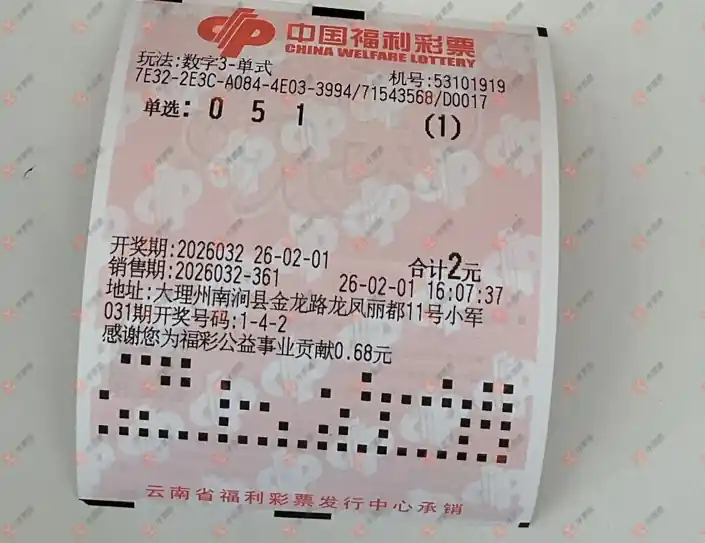 中国福利彩票
CHINA WELFARE LOTTERY
玩法:数字3-单式 机号:53101919
7E32-2E3C-A084-4E03-3994/71543568/D0017
单选: 0 5 1 (1)
开奖期:2026032 26-02-01 合计2元
销售期:2026032-361 26-02-01 16:07:37
地址:大理州南涧县金龙路龙凤丽都11号小军
031期开奖号码:1-4-2
感谢您为福彩公益事业贡献0.68元
云南省福利彩票发行中心承销